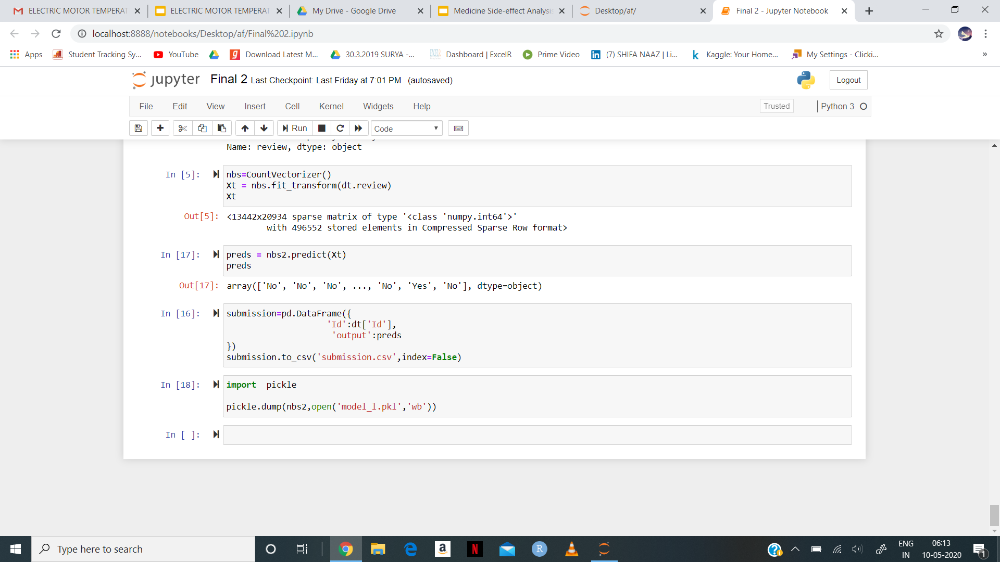 ELECTRIC MOTOR TEMPERAT
ELECTRIC MOTOR TEMPERAT
My Drive - Google Drive
Medicine Side-effect Analysis
Desktop/af/
Final 2 - Jupyter Notebook
localhost:8888/notebooks/Desktop/af/Final%202.ipynb
Apps
Student Tracking Sy...
YouTube
Download Latest M...
30.3.2019 SURYA -...
Dashboard | ExcelR
Prime Video
(7) SHIFA NAAZ | Li...
Kaggle: Your Home...
My Settings - Clicki...
»
jupyter Final 2 Last Checkpoint: Last Friday at 7:01 PM (autosaved)
Logout
File Edit View Insert Cell Kernel Widgets Help
Trusted
Python 3
Run
Code
Name: review, dtype: object
In [5]: nbs=CountVectorizer()
Xt = nbs.fit_transform(dt.review)
Xt
Out[5]: <13442x20934 sparse matrix of type '<class 'numpy.int64'>'
with 496552 stored elements in Compressed Sparse Row format>
In [17]: preds = nbs2.predict(Xt)
preds
Out[17]: array(['No', 'No', 'No', ..., 'No', 'Yes', 'No'], dtype=object)
In [16]: submission=pd.DataFrame({
'Id':dt['Id'],
'output':preds
})
submission.to_csv('submission.csv',index=False)
In [18]: import  pickle
pickle.dump(nbs2,open('model_l.pkl','wb'))
In [ ]:
Type here to search
ENG
IN
06:13
10-05-2020
1